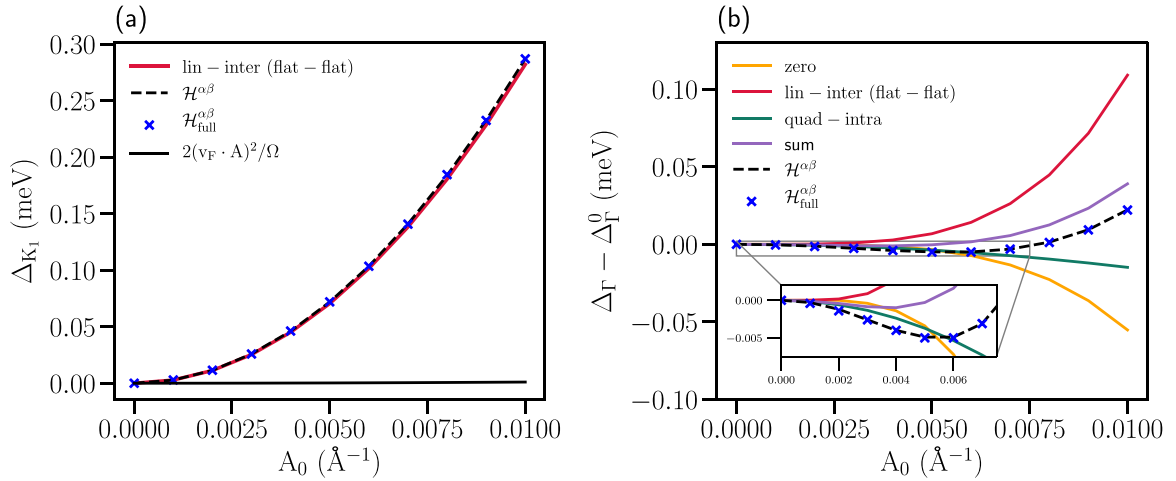 (a)
0.30
0.25
0.20
0.15
0.10
0.05
0.00
Δ_{K_1} (meV)
lin − inter (flat − flat)
ℋ^{αβ}
ℋ^{αβ}_{full}
2(v_F · A)^2/Ω
0.0000 0.0025 0.0050 0.0075 0.0100
A_0 (Å^{−1})
(b)
0.10
0.05
0.00
−0.05
−0.10
Δ_Γ − Δ^0_Γ (meV)
zero
lin − inter (flat − flat)
quad − intra
sum
ℋ^{αβ}
ℋ^{αβ}_{full}
0.000
−0.005
0.000 0.002 0.004 0.006
0.0000 0.0025 0.0050 0.0075 0.0100
A_0 (Å^{−1})